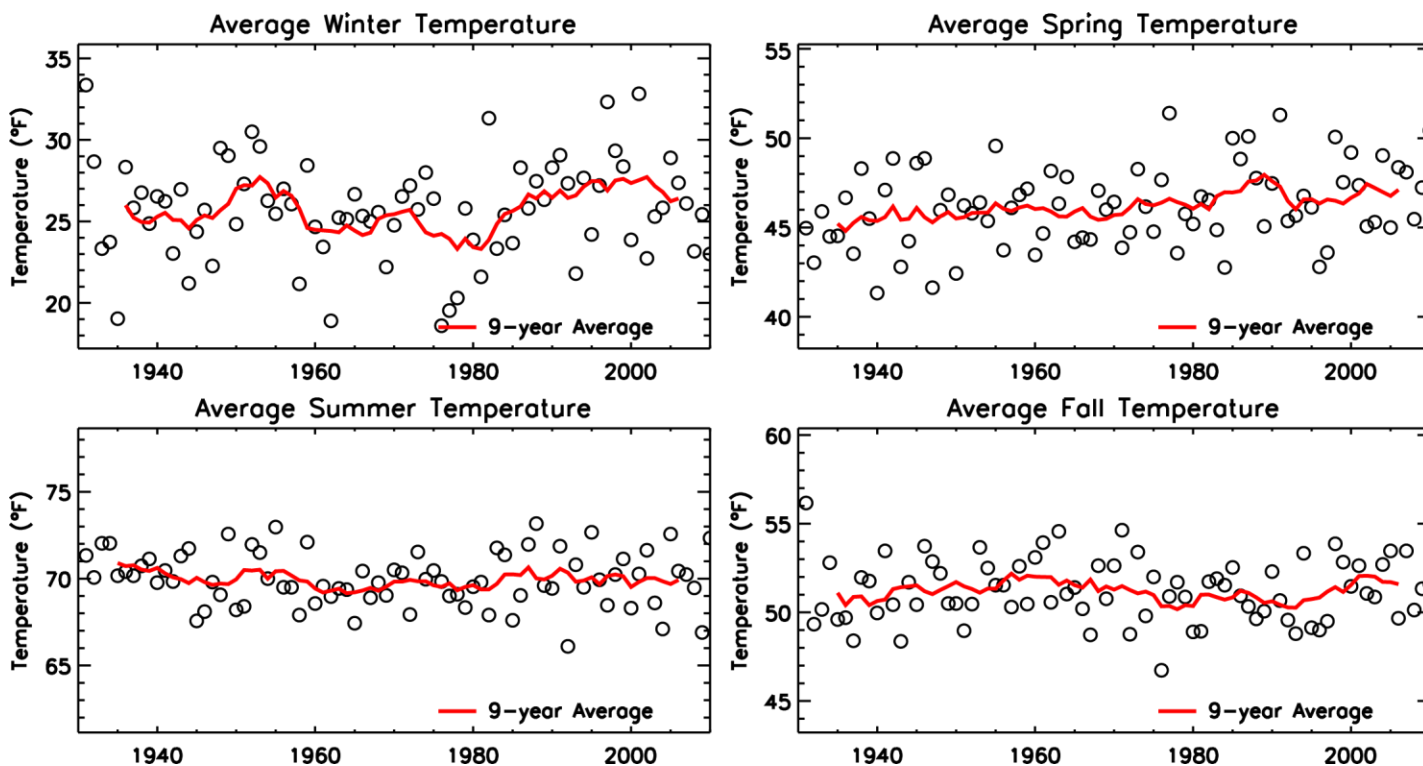 Average Winter Temperature
Temperature (°F)
35
30
25
20
9-year Average
1940 1960 1980 2000
Average Spring Temperature
Temperature (°F)
55
50
45
40
9-year Average
1940 1960 1980 2000
Average Summer Temperature
Temperature (°F)
75
70
65
9-year Average
1940 1960 1980 2000
Average Fall Temperature
Temperature (°F)
60
55
50
45
9-year Average
1940 1960 1980 2000